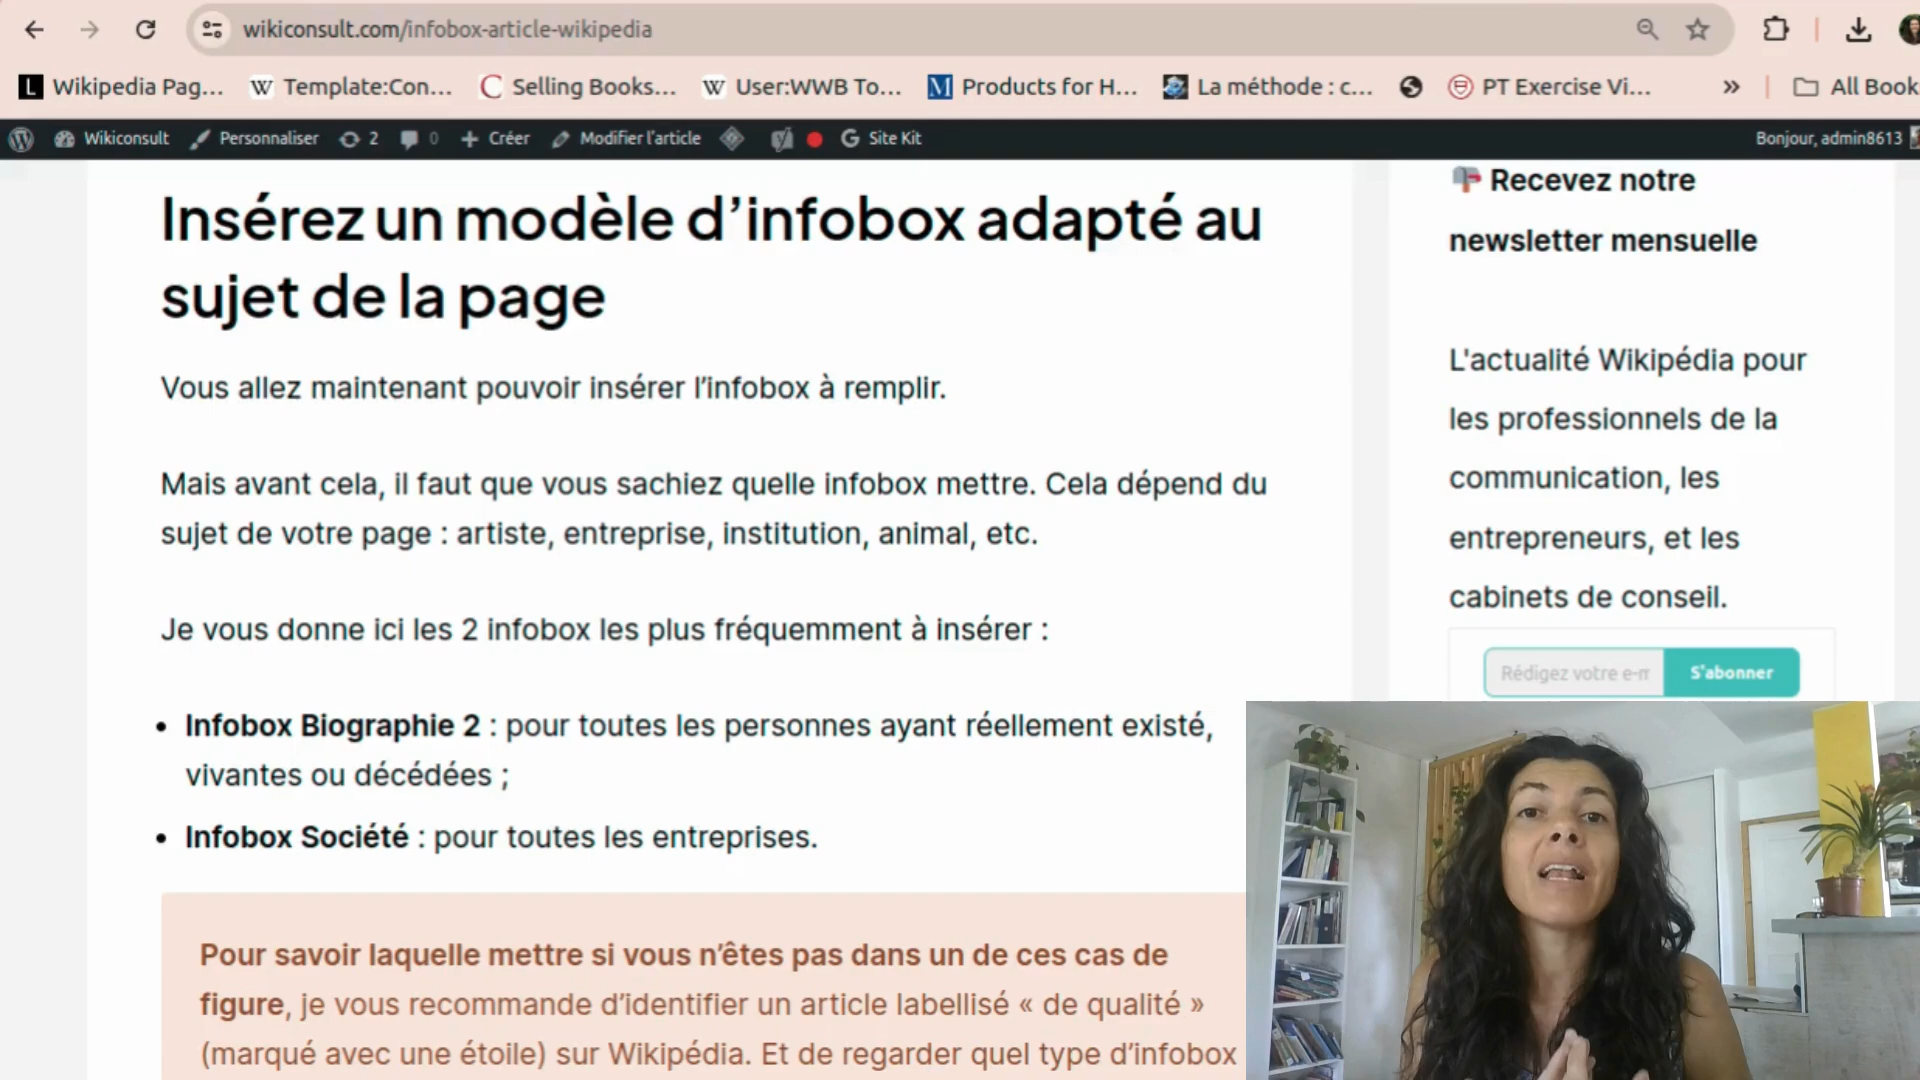 wikiconsult.com/infobox-article-wikipedia
L Wikipedia Pag... W Template:Con... C Selling Books... W User:WWB To... M Products for H... La méthode : c... PT Exercise Vi... » All Book
Wikiconsult Personnaliser 2 0 + Créer Modifier l'article G Site Kit Bonjour, admin8613
Insérez un modèle d’infobox adapté au
sujet de la page
Vous allez maintenant pouvoir insérer l’infobox à remplir.
Mais avant cela, il faut que vous sachiez quelle infobox mettre. Cela dépend du
sujet de votre page : artiste, entreprise, institution, animal, etc.
Je vous donne ici les 2 infobox les plus fréquemment à insérer :
• Infobox Biographie 2 : pour toutes les personnes ayant réellement existé,
vivantes ou décédées ;
• Infobox Société : pour toutes les entreprises.
Pour savoir laquelle mettre si vous n’êtes pas dans un de ces cas de
figure, je vous recommande d’identifier un article labellisé « de qualité »
(marqué avec une étoile) sur Wikipédia. Et de regarder quel type d’infobox
Recevez notre
newsletter mensuelle
L'actualité Wikipédia pour
les professionnels de la
communication, les
entrepreneurs, et les
cabinets de conseil.
Rédigez votre e-m S'abonner